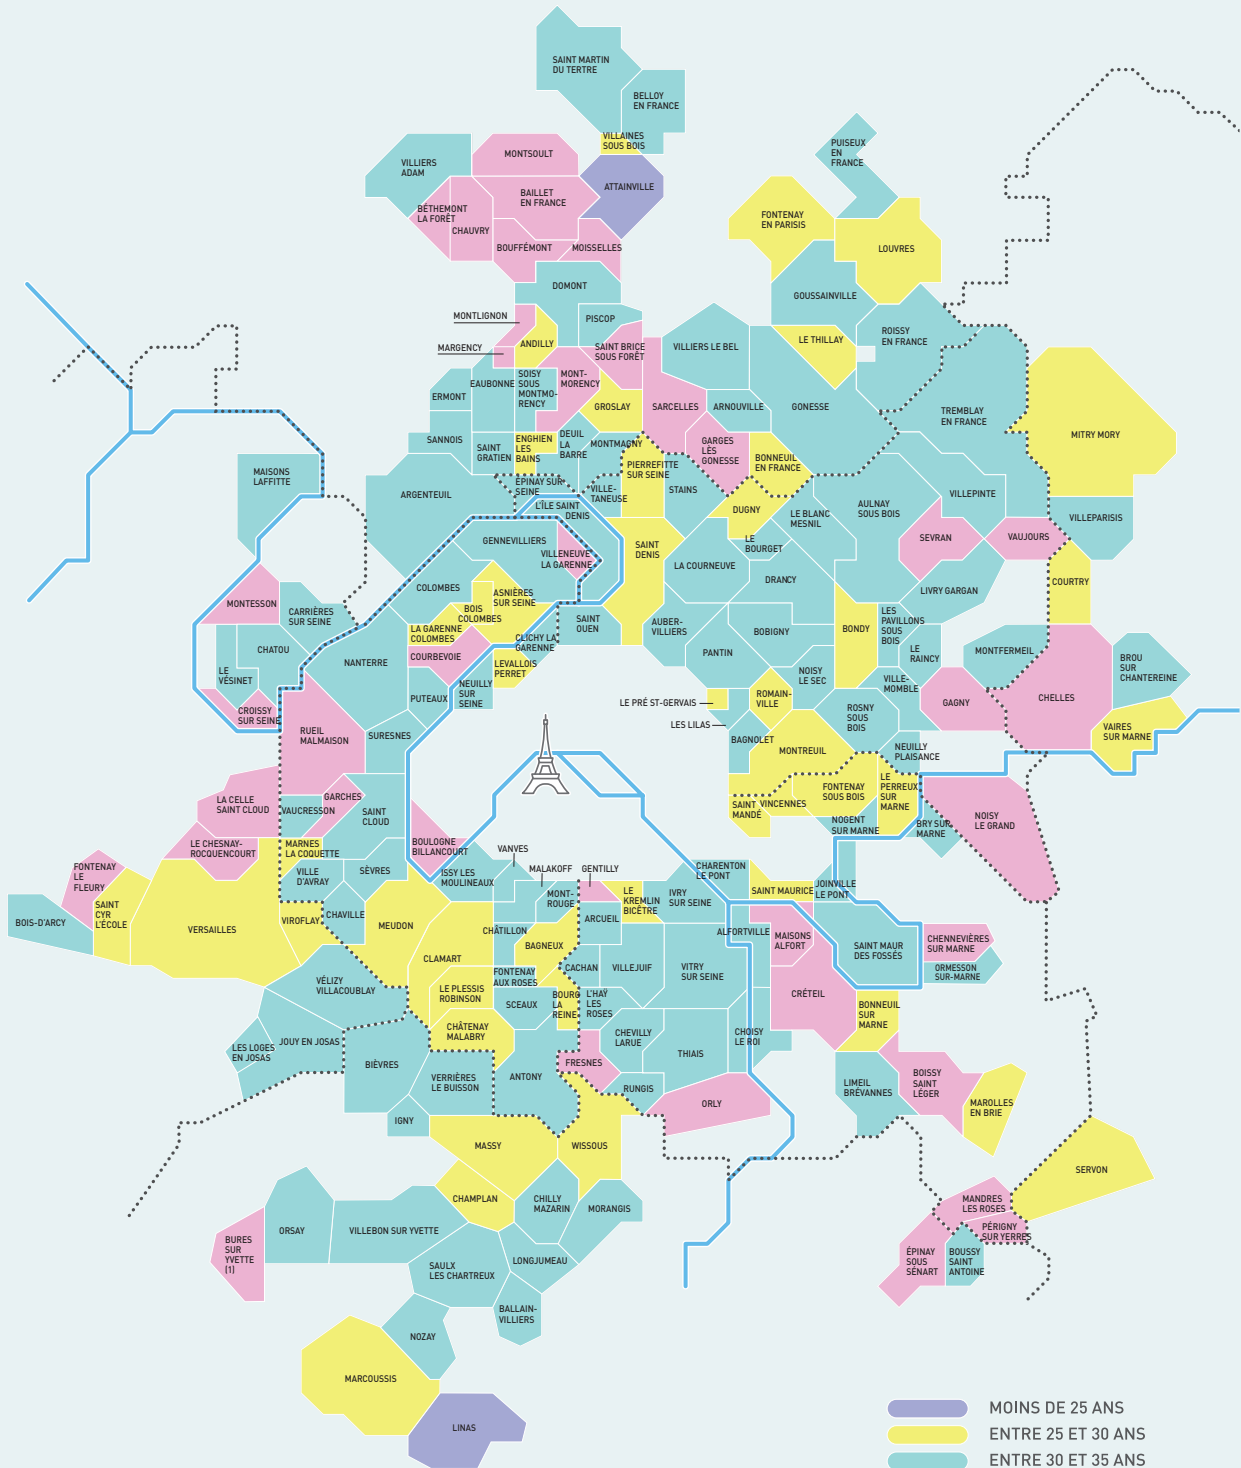 SAINT MARTIN
DU TERTRE
BELLOY
EN FRANCE
VILLAINES
SOUS BOIS
MONTSOULT
VILLIERS
ADAM
PUISEUX
EN
FRANCE
ATTAINVILLE
BAILLET
EN FRANCE
BÉTHEMONT
LA FORÊT
CHAUVRY
FONTENAY
EN PARISIS
BOUFFÉMONT
MOISSELLES
LOUVRES
DOMONT
GOUSSAINVILLE
MONTLIGNON
PISCOP
ANDILLY
MARGENCY
SAINT BRICE
SOUS FORÊT
VILLIERS LE BEL
LE THILLAY
ROISSY
EN FRANCE
EAUBONNE
SOISY
SOUS
MONTMO-
RENCY
MONT-
MORENCY
ERMONT
GROSLAY
SARCELLES
ARNOUVILLE
GONESSE
TREMBLAY
EN FRANCE
MITRY MORY
SANNOIS
SAINT
GRATIEN
ENGHIEN
LES
BAINS
DEUIL
LA
BARRE
MONTMAGNY
GARGES
LÈS
GONESSE
BONNEUIL
EN FRANCE
PIERREFITTE
SUR SEINE
MAISONS
LAFFITTE
ARGENTEUIL
ÉPINAY SUR
SEINE
VILLE-
TANEUSE
STAINS
VILLEPINTE
L'ÎLE SAINT
DENIS
DUGNY
LE BLANC
MESNIL
AULNAY
SOUS BOIS
VILLEPARISIS
GENNEVILLIERS
VILLENEUVE
LA GARENNE
SAINT
DENIS
LE
BOURGET
SEVRAN
VAUJOURS
LA COURNEUVE
DRANCY
COURTRY
COLOMBES
ASNIÈRES
SUR SEINE
LIVRY GARGAN
MONTESSON
CARRIÈRES
SUR SEINE
BOIS
COLOMBES
LA GARENNE
COLOMBES
SAINT
OUEN
AUBER-
VILLIERS
BOBIGNY
BONDY
LES
PAVILLONS
SOUS
BOIS
CLICHY LA
GARENNE
CHATOU
NANTERRE
COURBEVOIE
LEVALLOIS
PERRET
PANTIN
LE
RAINCY
MONTFERMEIL
BROU
SUR
CHANTEREINE
LE
VÉSINET
NOISY
LE SEC
VILLE-
MOMBLE
PUTEAUX
NEUILLY
SUR
SEINE
LE PRÉ ST-GERVAIS
ROMAIN-
VILLE
GAGNY
CHELLES
CROISSY
SUR SEINE
RUEIL
MALMAISON
SURESNES
LES LILAS
ROSNY
SOUS
BOIS
VAIRES
SUR MARNE
BAGNOLET
MONTREUIL
NEUILLY
PLAISANCE
LA CELLE
SAINT CLOUD
GARCHES
VAUCRESSON
SAINT
CLOUD
SAINT
MANDÉ
VINCENNES
FONTENAY
SOUS BOIS
LE
PERREUX
SUR
MARNE
NOGENT
SUR MARNE
BRY SUR
MARNE
NOISY
LE GRAND
LE CHESNAY-
ROCQUENCOURT
MARNES
LA COQUETTE
BOULOGNE
BILLANCOURT
VANVES
FONTENAY
LE
FLEURY
VILLE
D'AVRAY
SÈVRES
ISSY LES
MOULINEAUX
MALAKOFF
GENTILLY
CHARENTON
LE PONT
SAINT
CYR
L'ÉCOLE
MONT-
ROUGE
LE
KREMLIN
BICÊTRE
IVRY
SUR SEINE
SAINT MAURICE
JOINVILLE
LE PONT
BOIS-D'ARCY
VERSAILLES
VIROFLAY
CHAVILLE
MEUDON
ARCUEIL
CHÂTILLON
ALFORTVILLE
MAISONS
ALFORT
SAINT MAUR
DES FOSSÉS
CHENNEVIÈRES
SUR MARNE
CLAMART
BAGNEUX
CACHAN
VILLEJUIF
VITRY
SUR SEINE
ORMESSON
SUR-MARNE
VÉLIZY
VILLACOUBLAY
FONTENAY
AUX ROSES
LE PLESSIS
ROBINSON
SCEAUX
BOURG
LA
REINE
L'HAŸ
LES
ROSES
CRÉTEIL
BONNEUIL
SUR
MARNE
CHÂTENAY
MALABRY
CHEVILLY
LARUE
CHOISY
LE ROI
LES LOGES
EN JOSAS
JOUY EN JOSAS
BIÈVRES
VERRIÈRES
LE BUISSON
ANTONY
FRESNES
THIAIS
RUNGIS
ORLY
LIMEIL
BRÉVANNES
BOISSY
SAINT
LÉGER
MAROLLES
EN BRIE
IGNY
MASSY
WISSOUS
SERVON
CHAMPLAN
CHILLY
MAZARIN
MORANGIS
MANDRES
LES ROSES
PÉRIGNY
SUR YERRES
ORSAY
VILLEBON SUR YVETTE
BURES
SUR
YVETTE
(1)
SAULX
LES CHARTREUX
LONGJUMEAU
ÉPINAY
SOUS
SÉNART
BOUSSY
SAINT
ANTOINE
BALLAIN-
VILLIERS
NOZAY
MARCOUSSIS
LINAS
MOINS DE 25 ANS
ENTRE 25 ET 30 ANS
ENTRE 30 ET 35 ANS